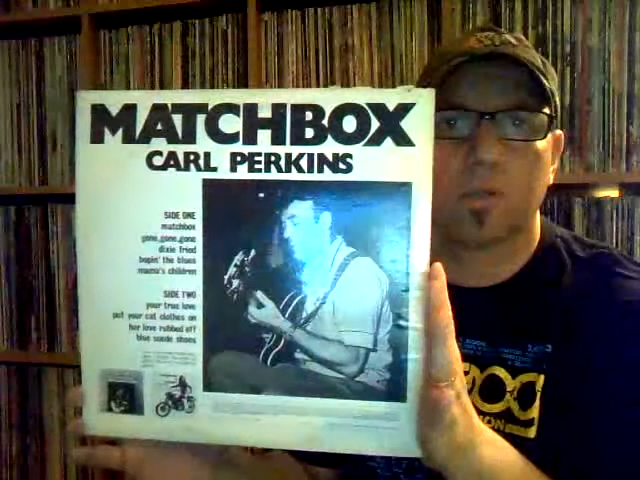 MATCHBOX
CARL PERKINS
SIDE ONE
matchbox
gone,gone,gone
dixie fried
bopin' the blues
mama's children
SIDE TWO
your true love
put your cat clothes on
her love rubbed off
blue suede shoes